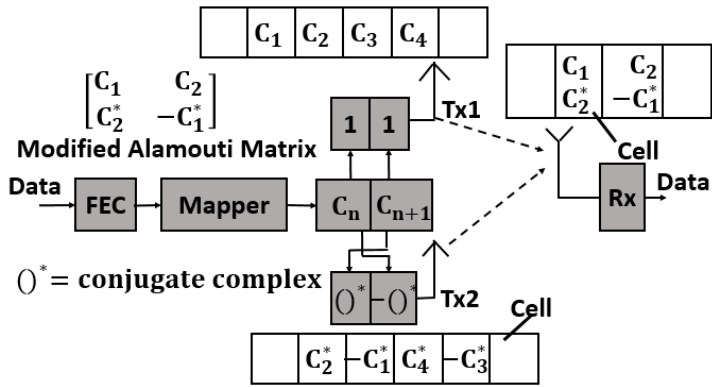 C₁ C₂ C₃ C₄
[C₁ C₂
C₂* −C₁*]
Modified Alamouti Matrix
1 1
Tx1
C₁ C₂
C₂* −C₁*
Cell
Data
FEC
Mapper
Cₙ Cₙ₊₁
Rx
Data
()* = conjugate complex
()* −()*
Tx2
Cell
C₂* −C₁* C₄* −C₃*